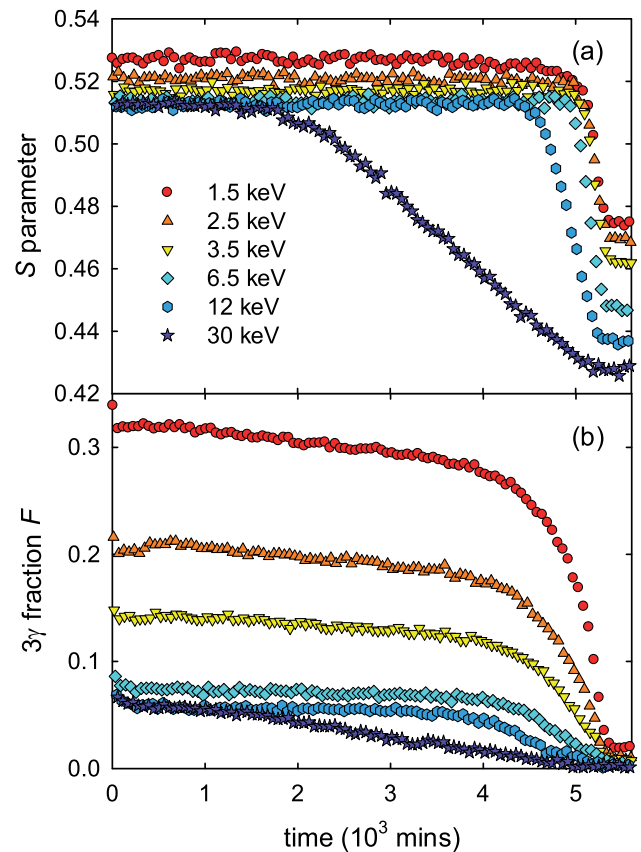 0.54
(a)
0.52
0.50
0.48
0.46
0.44
0.42
S parameter
1.5 keV
2.5 keV
3.5 keV
6.5 keV
12 keV
30 keV
(b)
0.3
0.2
0.1
0.0
3γ fraction F
0 1 2 3 4 5
time (10³ mins)